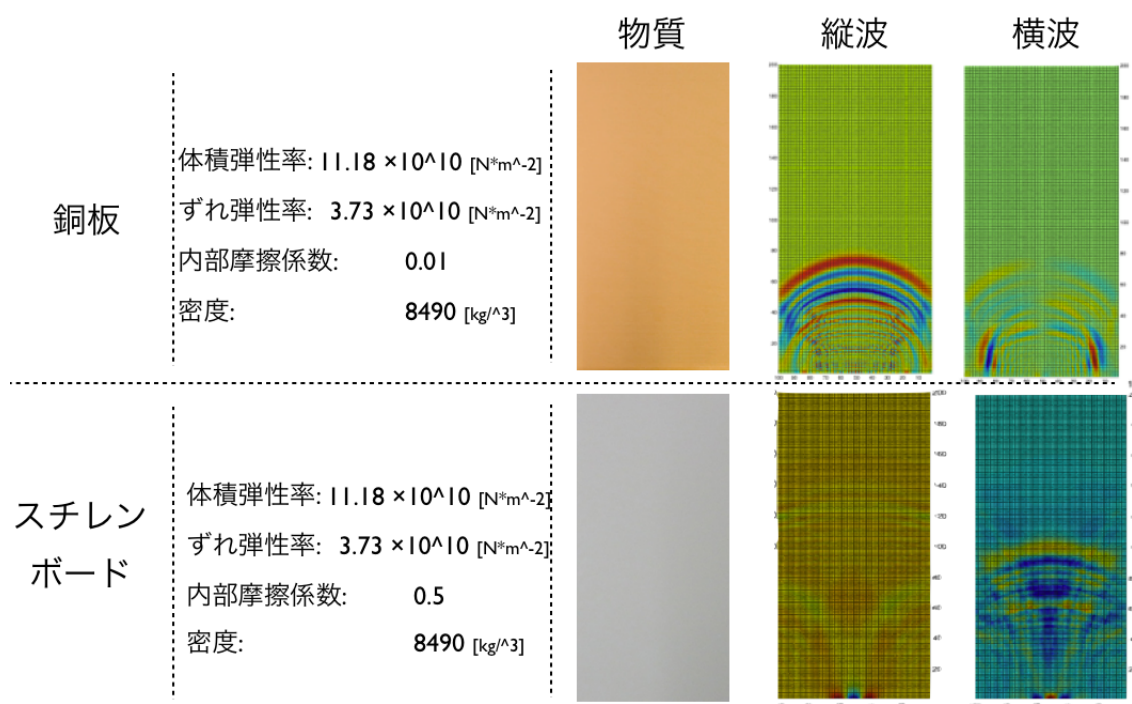 物質 縦波 横波
銅板
体積弾性率: 11.18 ×10^10 [N*m^-2]
ずれ弾性率: 3.73 ×10^10 [N*m^-2]
内部摩擦係数: 0.01
密度: 8490 [kg/^3]
スチレン
ボード
体積弾性率: 11.18 ×10^10 [N*m^-2]
ずれ弾性率: 3.73 ×10^10 [N*m^-2]
内部摩擦係数: 0.5
密度: 8490 [kg/^3]